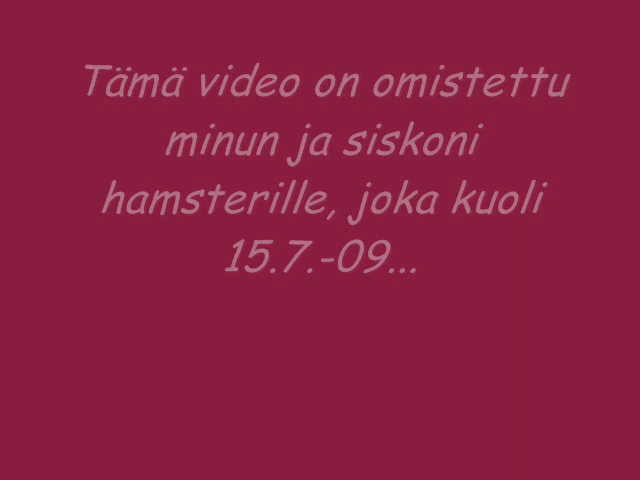 Tämä video on omistettu
minun ja siskoni
hamsterille, joka kuoli
15.7.-09...